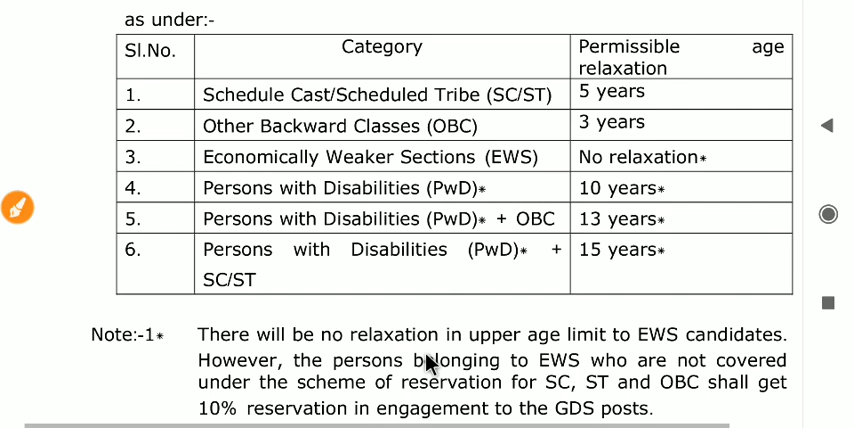 as under:-
Sl.No. Category Permissible age
relaxation
1. Schedule Cast/Scheduled Tribe (SC/ST) 5 years
2. Other Backward Classes (OBC) 3 years
3. Economically Weaker Sections (EWS) No relaxation*
4. Persons with Disabilities (PwD)* 10 years*
5. Persons with Disabilities (PwD)* + OBC 13 years*
6. Persons with Disabilities (PwD)* + 15 years*
SC/ST
Note:-1* There will be no relaxation in upper age limit to EWS candidates.
However, the persons belonging to EWS who are not covered
under the scheme of reservation for SC, ST and OBC shall get
10% reservation in engagement to the GDS posts.